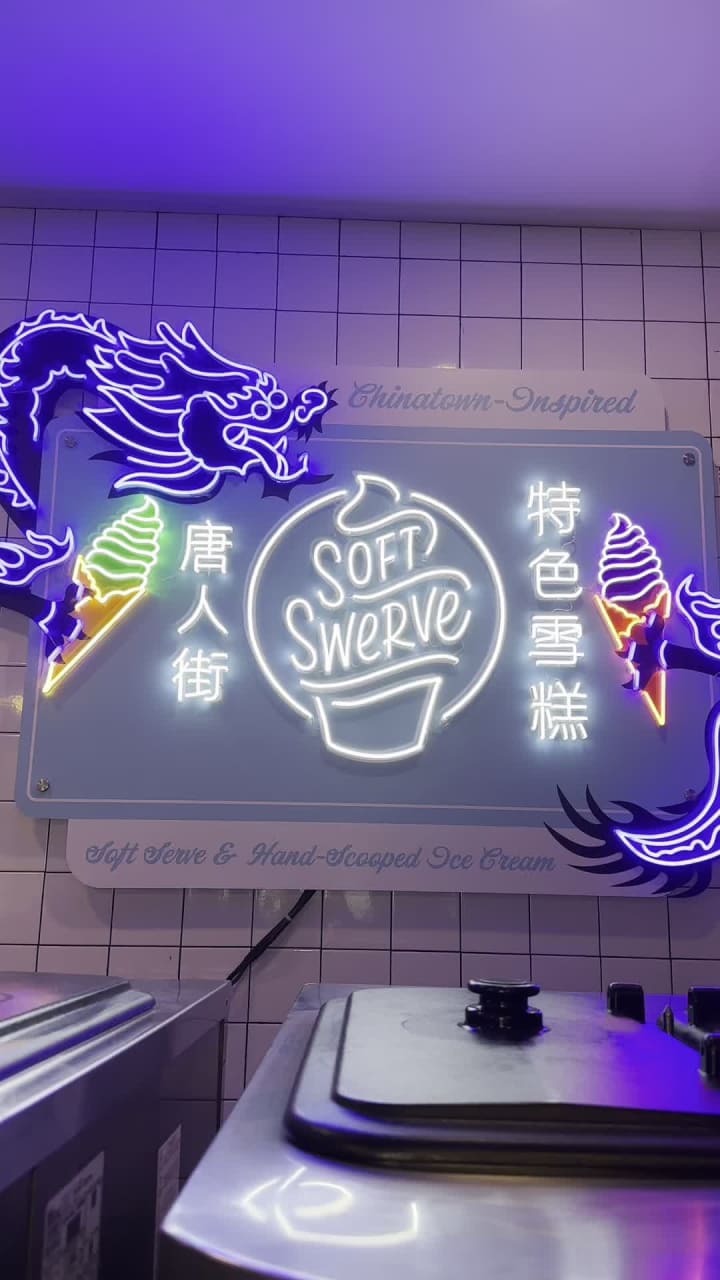 Chinatown-Inspired
唐人街
SOFT
SWERVE
特色雪糕
Soft Serve & Hand-Scooped Ice Cream